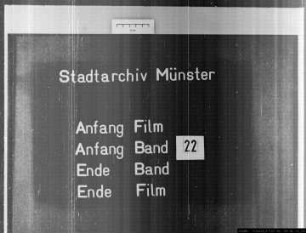 Stadtarchiv Münster
Anfang Film
Anfang Band 22
Ende Band
Ende Film